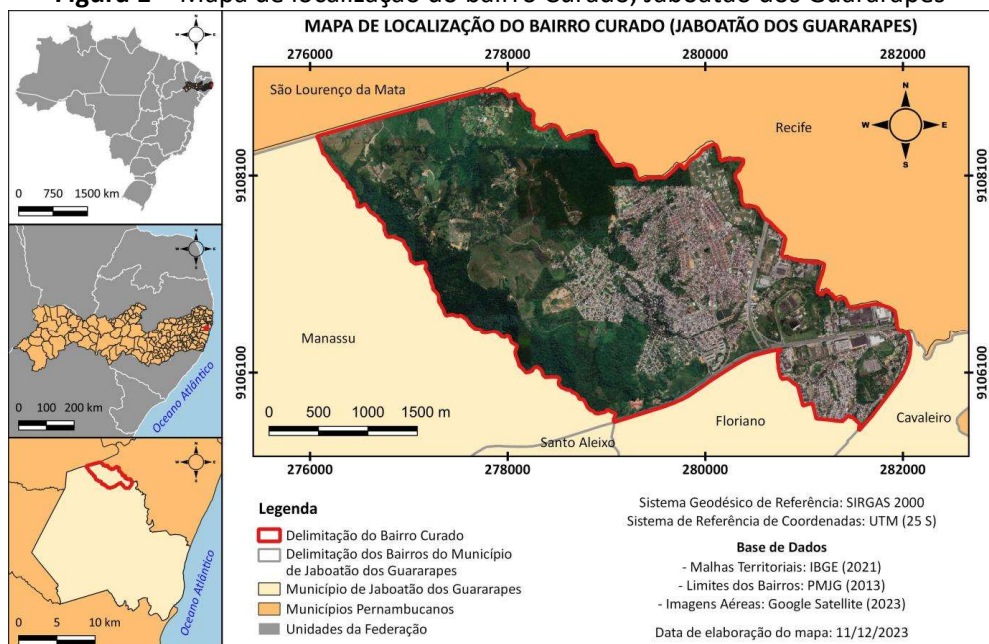 Figura 1 – Mapa de localização do bairro Curado, Jaboatão dos Guararapes
MAPA DE LOCALIZAÇÃO DO BAIRRO CURADO (JABOATÃO DOS GUARARAPES)
276000 278000 280000 282000
N
W E
S
0 750 1500 km
N
W E
S
0 100 200 km
Oceano Atlântico
N
W E
S
0 5 10 km
Oceano Atlântico
São Lourenço da Mata
Recife
N
W E
S
9108100
9108100
Manassu
9106100
9106100
0 500 1000 1500 m
Santo Aleixo
Floriano
Cavaleiro
276000 278000 280000 282000
Legenda
Delimitação do Bairro Curado
Delimitação dos Bairros do Município
de Jaboatão dos Guararapes
Município de Jaboatão dos Guararapes
Municípios Pernambucanos
Unidades da Federação
Sistema Geodésico de Referência: SIRGAS 2000
Sistema de Referência de Coordenadas: UTM (25 S)
Base de Dados
- Malhas Territoriais: IBGE (2021)
- Limites dos Bairros: PMJG (2013)
- Imagens Aéreas: Google Satellite (2023)
Data de elaboração do mapa: 11/12/2023